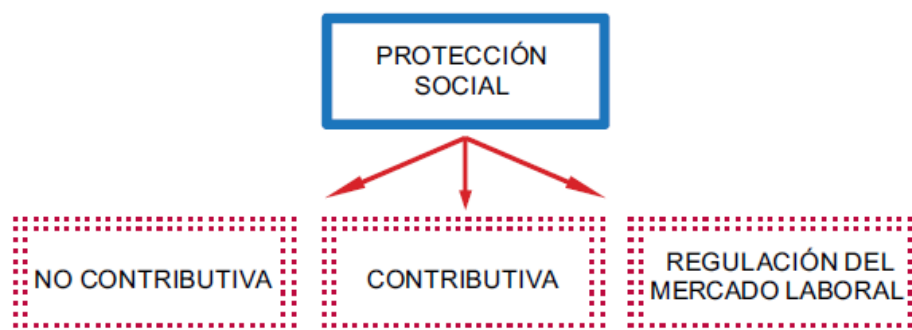 PROTECCIÓN
SOCIAL
NO CONTRIBUTIVA
CONTRIBUTIVA
REGULACIÓN DEL
MERCADO LABORAL